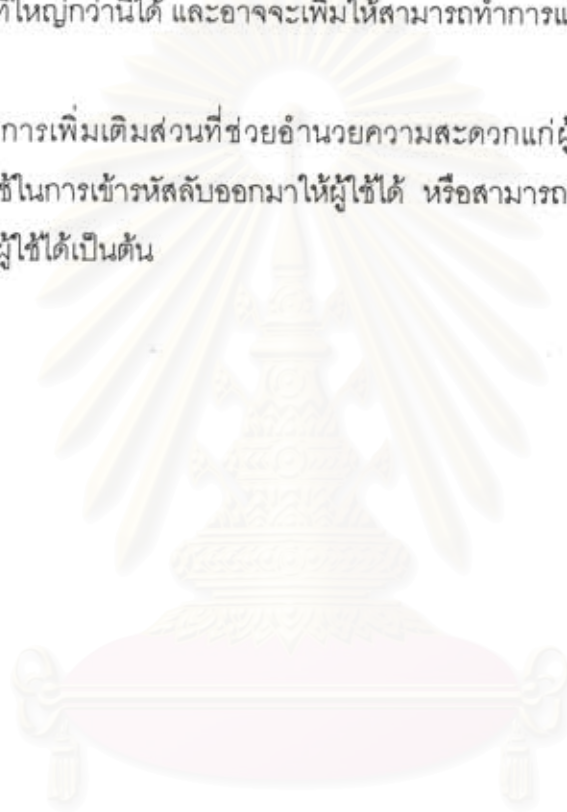 ที่ใหญ่กว่านี้ได้ และอาจจะเพิ่มให้สามารถทำการแ
การเพิ่มเติมส่วนที่ช่วยอำนวยความสะดวกแก่ผู้
ใช้ในการเข้ารหัสลับออกมาให้ผู้ใช้ได้ หรือสามารถ
ผู้ใช้ได้เป็นต้น